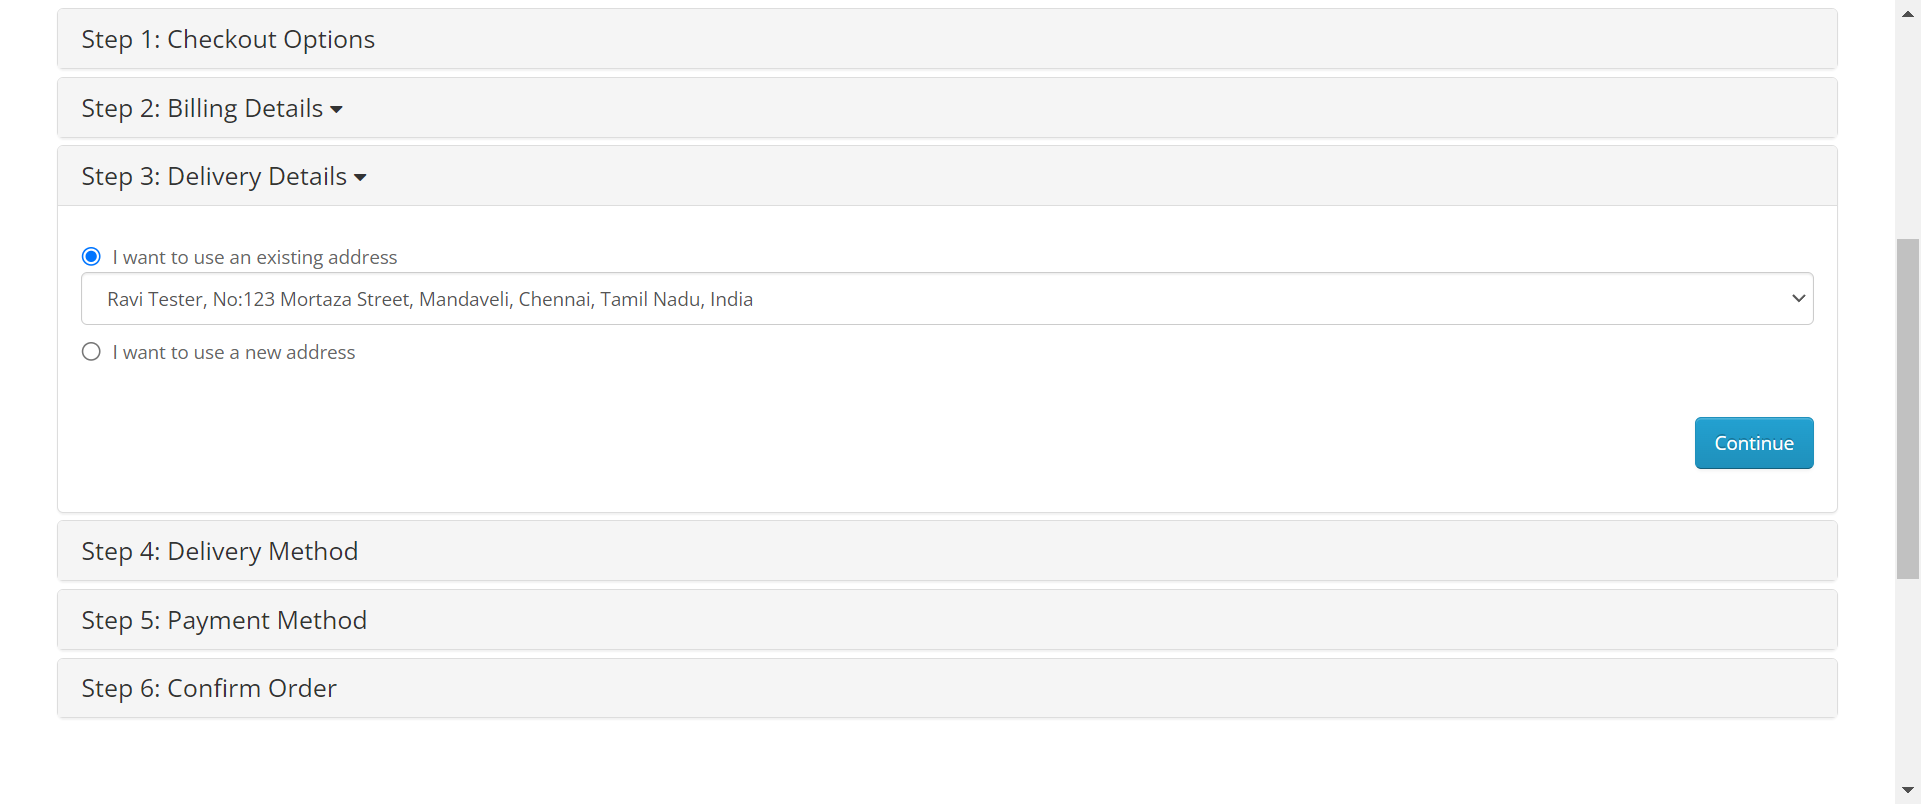 Step 1: Checkout Options
Step 2: Billing Details
Step 3: Delivery Details
I want to use an existing address
Ravi Tester, No:123 Mortaza Street, Mandaveli, Chennai, Tamil Nadu, India
I want to use a new address
Continue
Step 4: Delivery Method
Step 5: Payment Method
Step 6: Confirm Order